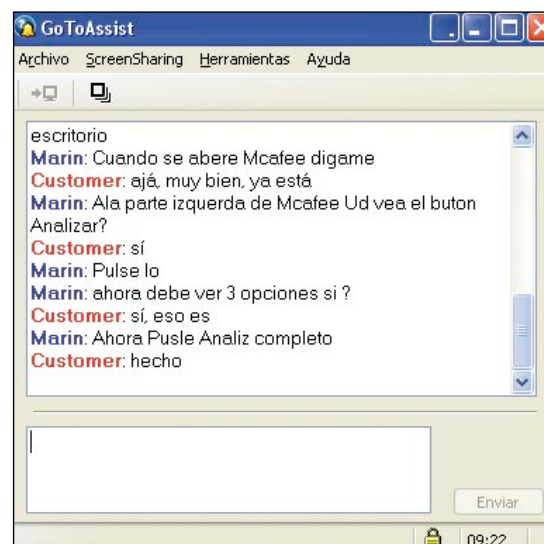 GoToAssist
Archivo ScreenSharing Herramientas Ayuda
escritorio
Marin: Cuando se abere Mcafee digame
Customer: ajá, muy bien, ya está
Marin: Ala parte izquerda de Mcafee Ud vea el buton
Analizar?
Customer: sí
Marin: Pulse lo
Marin: ahora debe ver 3 opciones si ?
Customer: sí, eso es
Marin: Ahora Pusle Analiz completo
Customer: hecho
Enviar
09:22